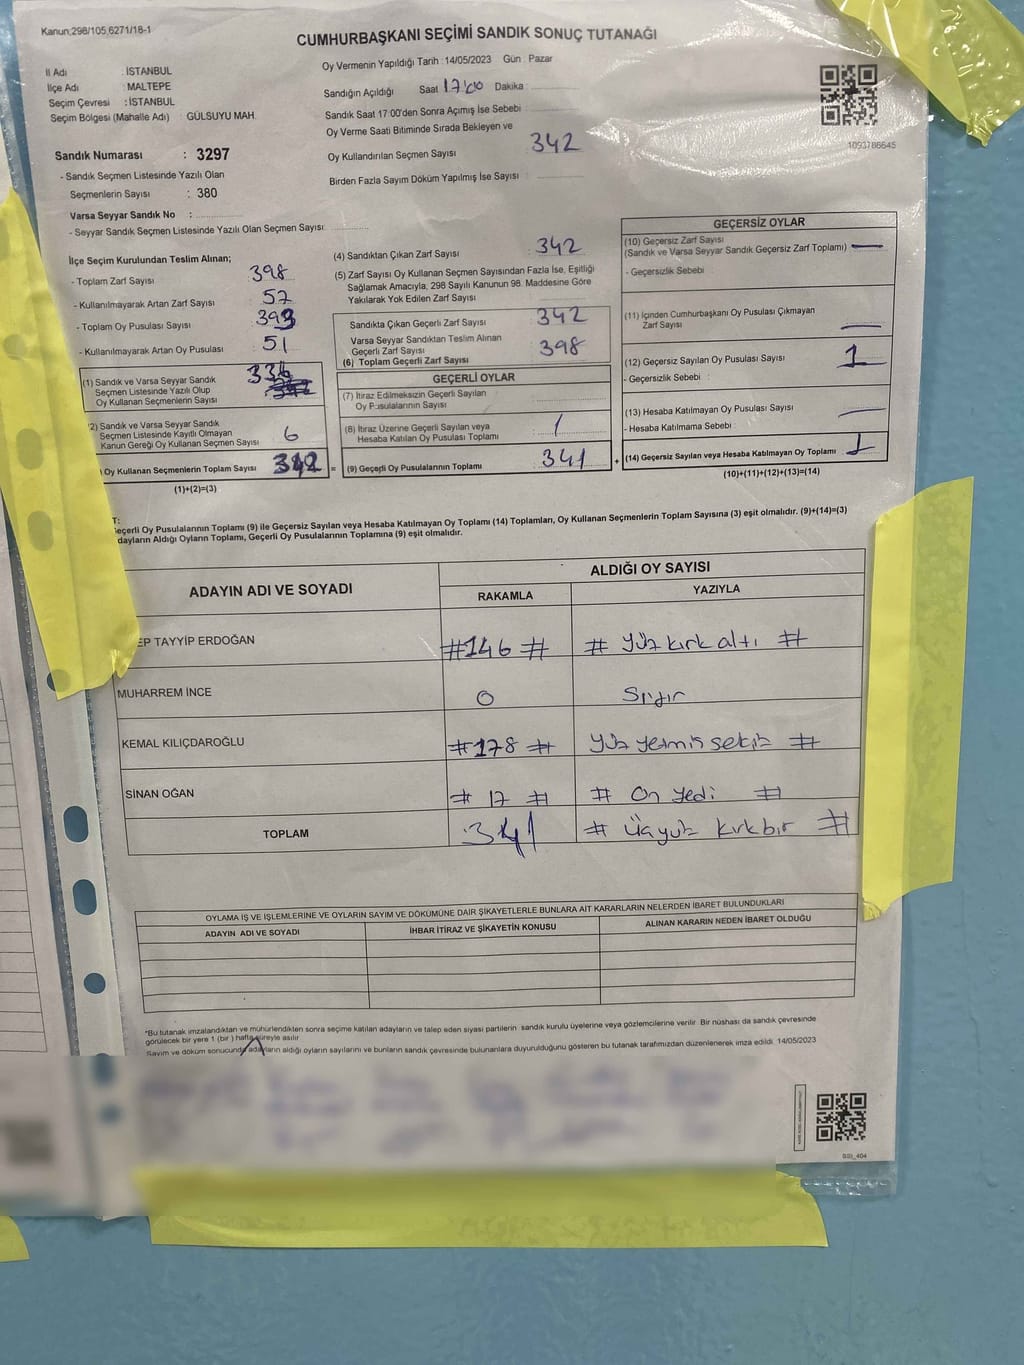 Kanun;298/105,6271/18-1
CUMHURBAŞKANI SEÇİMİ SANDIK SONUÇ TUTANAĞI
İl Adı : İSTANBUL
İlçe Adı : MALTEPE
Seçim Çevresi : İSTANBUL
Seçim Bölgesi (Mahalle Adı) : GÜLSUYU MAH.
Sandık Numarası : 3297
- Sandık Seçmen Listesinde Yazılı Olan
Seçmenlerin Sayısı : 380
Varsa Seyyar Sandık No :
- Seyyar Sandık Seçmen Listesinde Yazılı Olan Seçmen Sayısı:
Oy Vermenin Yapıldığı Tarih : 14/05/2023 Gün : Pazar
Sandığın Açıldığı Saat 17:00 Dakika
Sandık Saat 17:00'den Sonra Açımış İse Sebebi
Oy Verme Saati Bitiminde Sırada Bekleyen ve
Oy Kullandırılan Seçmen Sayısı 342
Birden Fazla Sayım Döküm Yapılmış İse Sayısı :
1093786645
İlçe Seçim Kurulundan Teslim Alınan;
- Toplam Zarf Sayısı 398
- Kullanılmayarak Artan Zarf Sayısı 57
- Toplam Oy Pusulası Sayısı 393
- Kullanılmayarak Artan Oy Pusulası 51
(1) Sandık ve Varsa Seyyar Sandık
Seçmen Listesinde Yazılı Olup
Oy Kullanan Seçmenlerin Sayısı 336
2) Sandık ve Varsa Seyyar Sandık
Seçmen Listesinde Kayıtlı Olmayan
Kanun Gereği Oy Kullanan Seçmen Sayısı 6
) Oy Kullanan Seçmenlerin Toplam Sayısı 342 =
(1)+(2)=(3)
(4) Sandıktan Çıkan Zarf Sayısı : 342
(5) Zarf Sayısı Oy Kullanan Seçmen Sayısından Fazla İse, Eşitliği
Sağlamak Amacıyla, 298 Sayılı Kanunun 98. Maddesine Göre
Yakılarak Yok Edilen Zarf Sayısı
Sandıkta Çıkan Geçerli Zarf Sayısı : 342
Varsa Seyyar Sandıktan Teslim Alınan
Geçerli Zarf Sayısı
(6) Toplam Geçerli Zarf Sayısı 398
GEÇERLİ OYLAR
(7) İtiraz Edilmeksizin Geçerli Sayılan
Oy Pusulalarının Sayısı
(8) İtiraz Üzerine Geçerli Sayılan veya
Hesaba Katılan Oy Pusulası Toplamı 1
(9) Geçerli Oy Pusulalarının Toplamı 341 +
GEÇERSİZ OYLAR
(10) Geçersiz Zarf Sayısı
(Sandık ve Varsa Seyyar Sandık Geçersiz Zarf Toplamı) —
- Geçersizlik Sebebi
(11) İçinden Cumhurbaşkanı Oy Pusulası Çıkmayan
Zarf Sayısı —
(12) Geçersiz Sayılan Oy Pusulası Sayısı 1
- Geçersizlik Sebebi :
(13) Hesaba Katılmayan Oy Pusulası Sayısı —
- Hesaba Katılmama Sebebi :
(14) Geçersiz Sayılan veya Hesaba Katılmayan Oy Toplamı 1
(10)+(11)+(12)+(13)=(14)
T:
eçerli Oy Pusulalarının Toplamı (9) ile Geçersiz Sayılan veya Hesaba Katılmayan Oy Toplamı (14) Toplamları, Oy Kullanan Seçmenlerin Toplam Sayısına (3) eşit olmalıdır. (9)+(14)=(3)
dayların Aldığı Oyların Toplamı, Geçerli Oy Pusulalarının Toplamına (9) eşit olmalıdır.
ADAYIN ADI VE SOYADI
ALDIĞI OY SAYISI
RAKAMLA YAZIYLA
EP TAYYİP ERDOĞAN #146 # # Yüz kırk altı #
MUHARREM İNCE 0 Sıfır
KEMAL KILIÇDAROĞLU #178 # Yüz yetmiş sekiz #
SİNAN OĞAN # 17 # # On yedi #
TOPLAM 341 # Üçyüz kırkbir #
OYLAMA İŞ VE İŞLEMLERİNE VE OYLARIN SAYIM VE DÖKÜMÜNE DAİR ŞİKAYETLERLE BUNLARA AİT KARARLARIN NELERDEN İBARET BULUNDUKLARI
ADAYIN ADI VE SOYADI İHBAR İTİRAZ VE ŞİKAYETİN KONUSU ALINAN KARARIN NEDEN İBARET OLDUĞU
*Bu tutanak imzalandıktan ve mühürlendikten sonra seçime katılan adayların ve talep eden siyasi partilerin sandık kurulu üyelerine veya gözlemcilerine verilir. Bir nüshası da sandık çevresinde
görülecek bir yere 1 (bir ) hafta süreyle asılır
Sayım ve döküm sonucunda adayların aldığı oyların sayılarını ve bunların sandık çevresinde bulunanlara duyurulduğunu gösteren bu tutanak tarafımızdan düzenlenerek imza edildi. 14/05/2023
SSİ_404